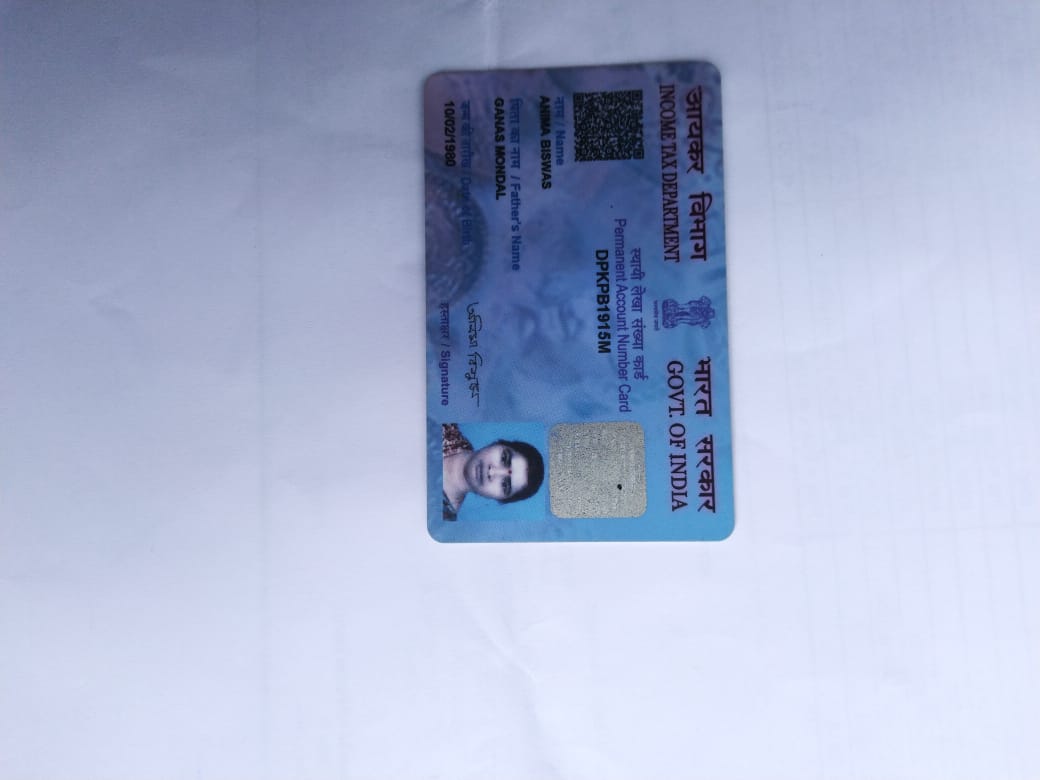 आयकर विभाग
INCOME TAX DEPARTMENT
भारत सरकार
GOVT. OF INDIA
स्थायी लेखा संख्या कार्ड
Permanent Account Number Card
DPKPB1915M
नाम / Name
ANIMA BISWAS
पिता का नाम / Father's Name
GANAS MONDAL
जन्म की तारीख / Date of Birth
10/02/1980
हस्ताक्षर / Signature